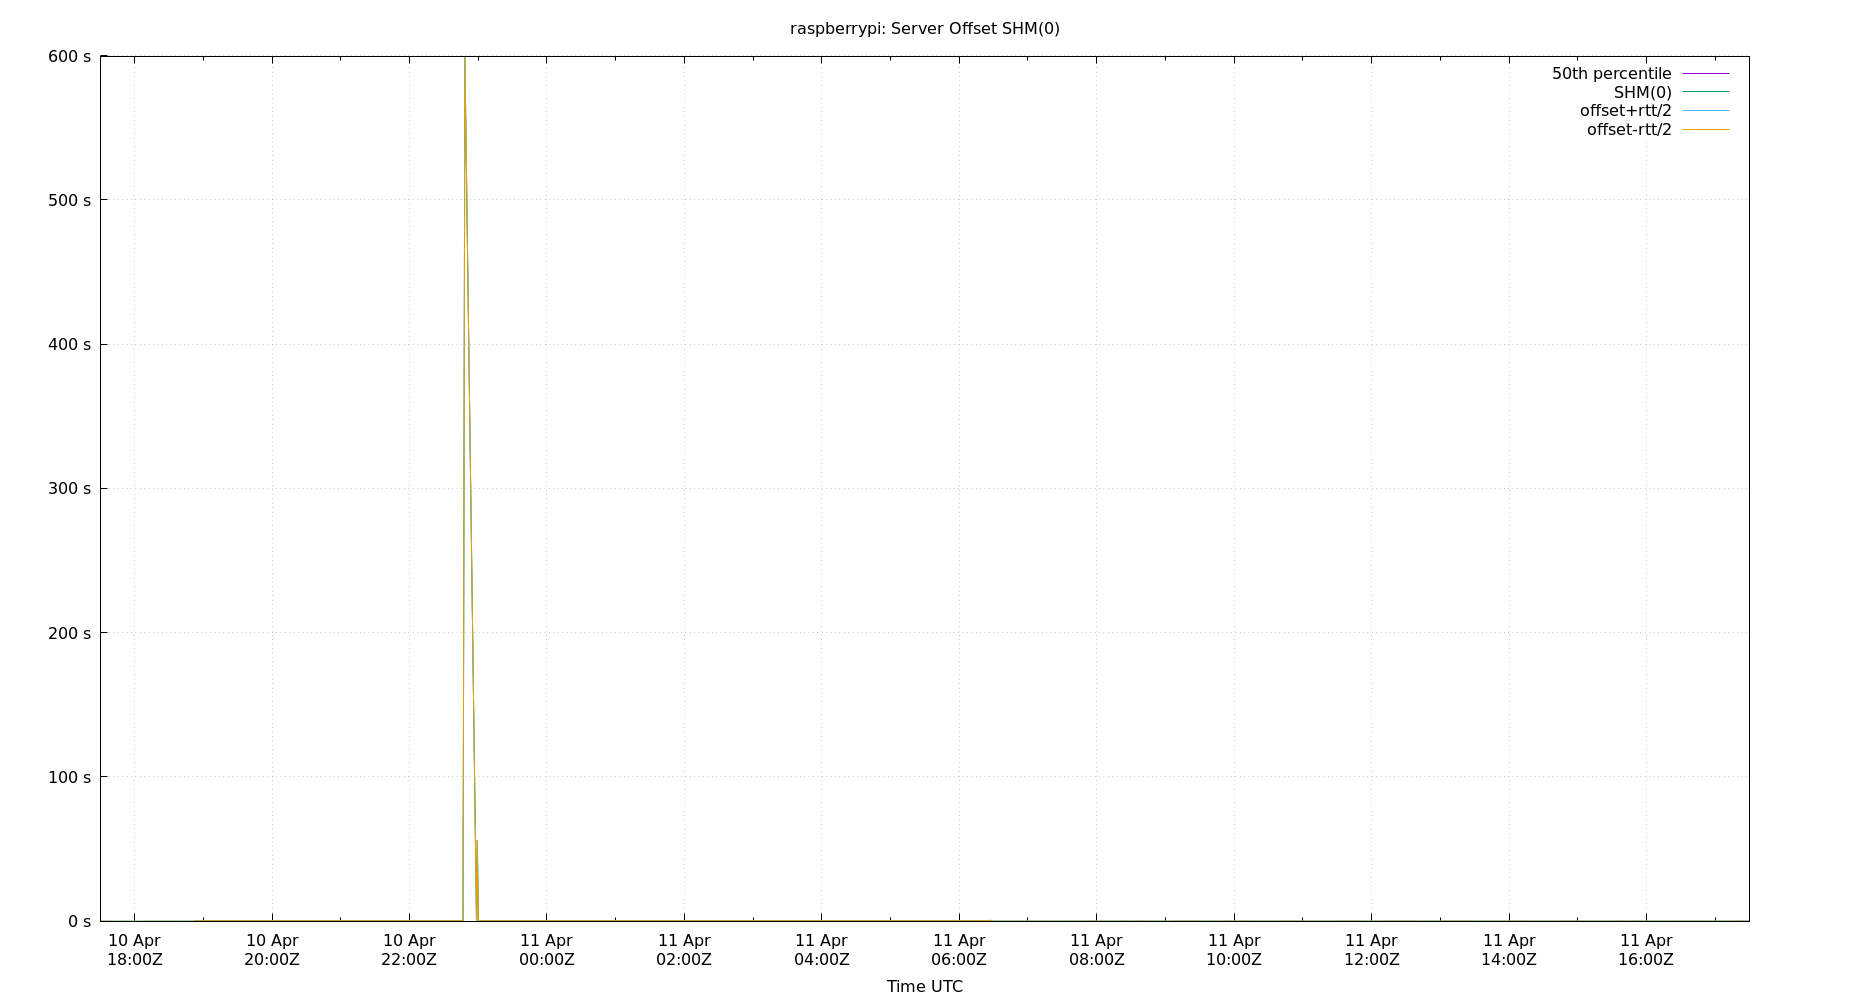 raspberrypi: Server Offset SHM(0)
600 s
500 s
400 s
300 s
200 s
100 s
0 s
50th percentile
SHM(0)
offset+rtt/2
offset-rtt/2
10 Apr 10 Apr 10 Apr 11 Apr 11 Apr 11 Apr 11 Apr 11 Apr 11 Apr 11 Apr 11 Apr 11 Apr
18:00Z 20:00Z 22:00Z 00:00Z 02:00Z 04:00Z 06:00Z 08:00Z 10:00Z 12:00Z 14:00Z 16:00Z
Time UTC